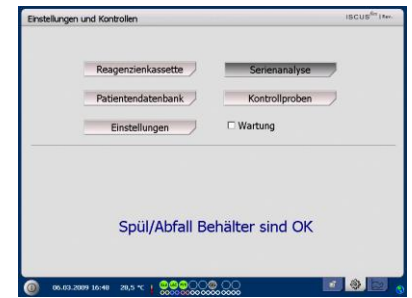 Einstellungen und Kontrollen
ISCUSflex
Reagenzienkassette
Serienanalyse
Patientendatenbank
Kontrollproben
Einstellungen
Wartung
Spül/Abfall Behälter sind OK
06.03.2009 16:48
20,5 °C